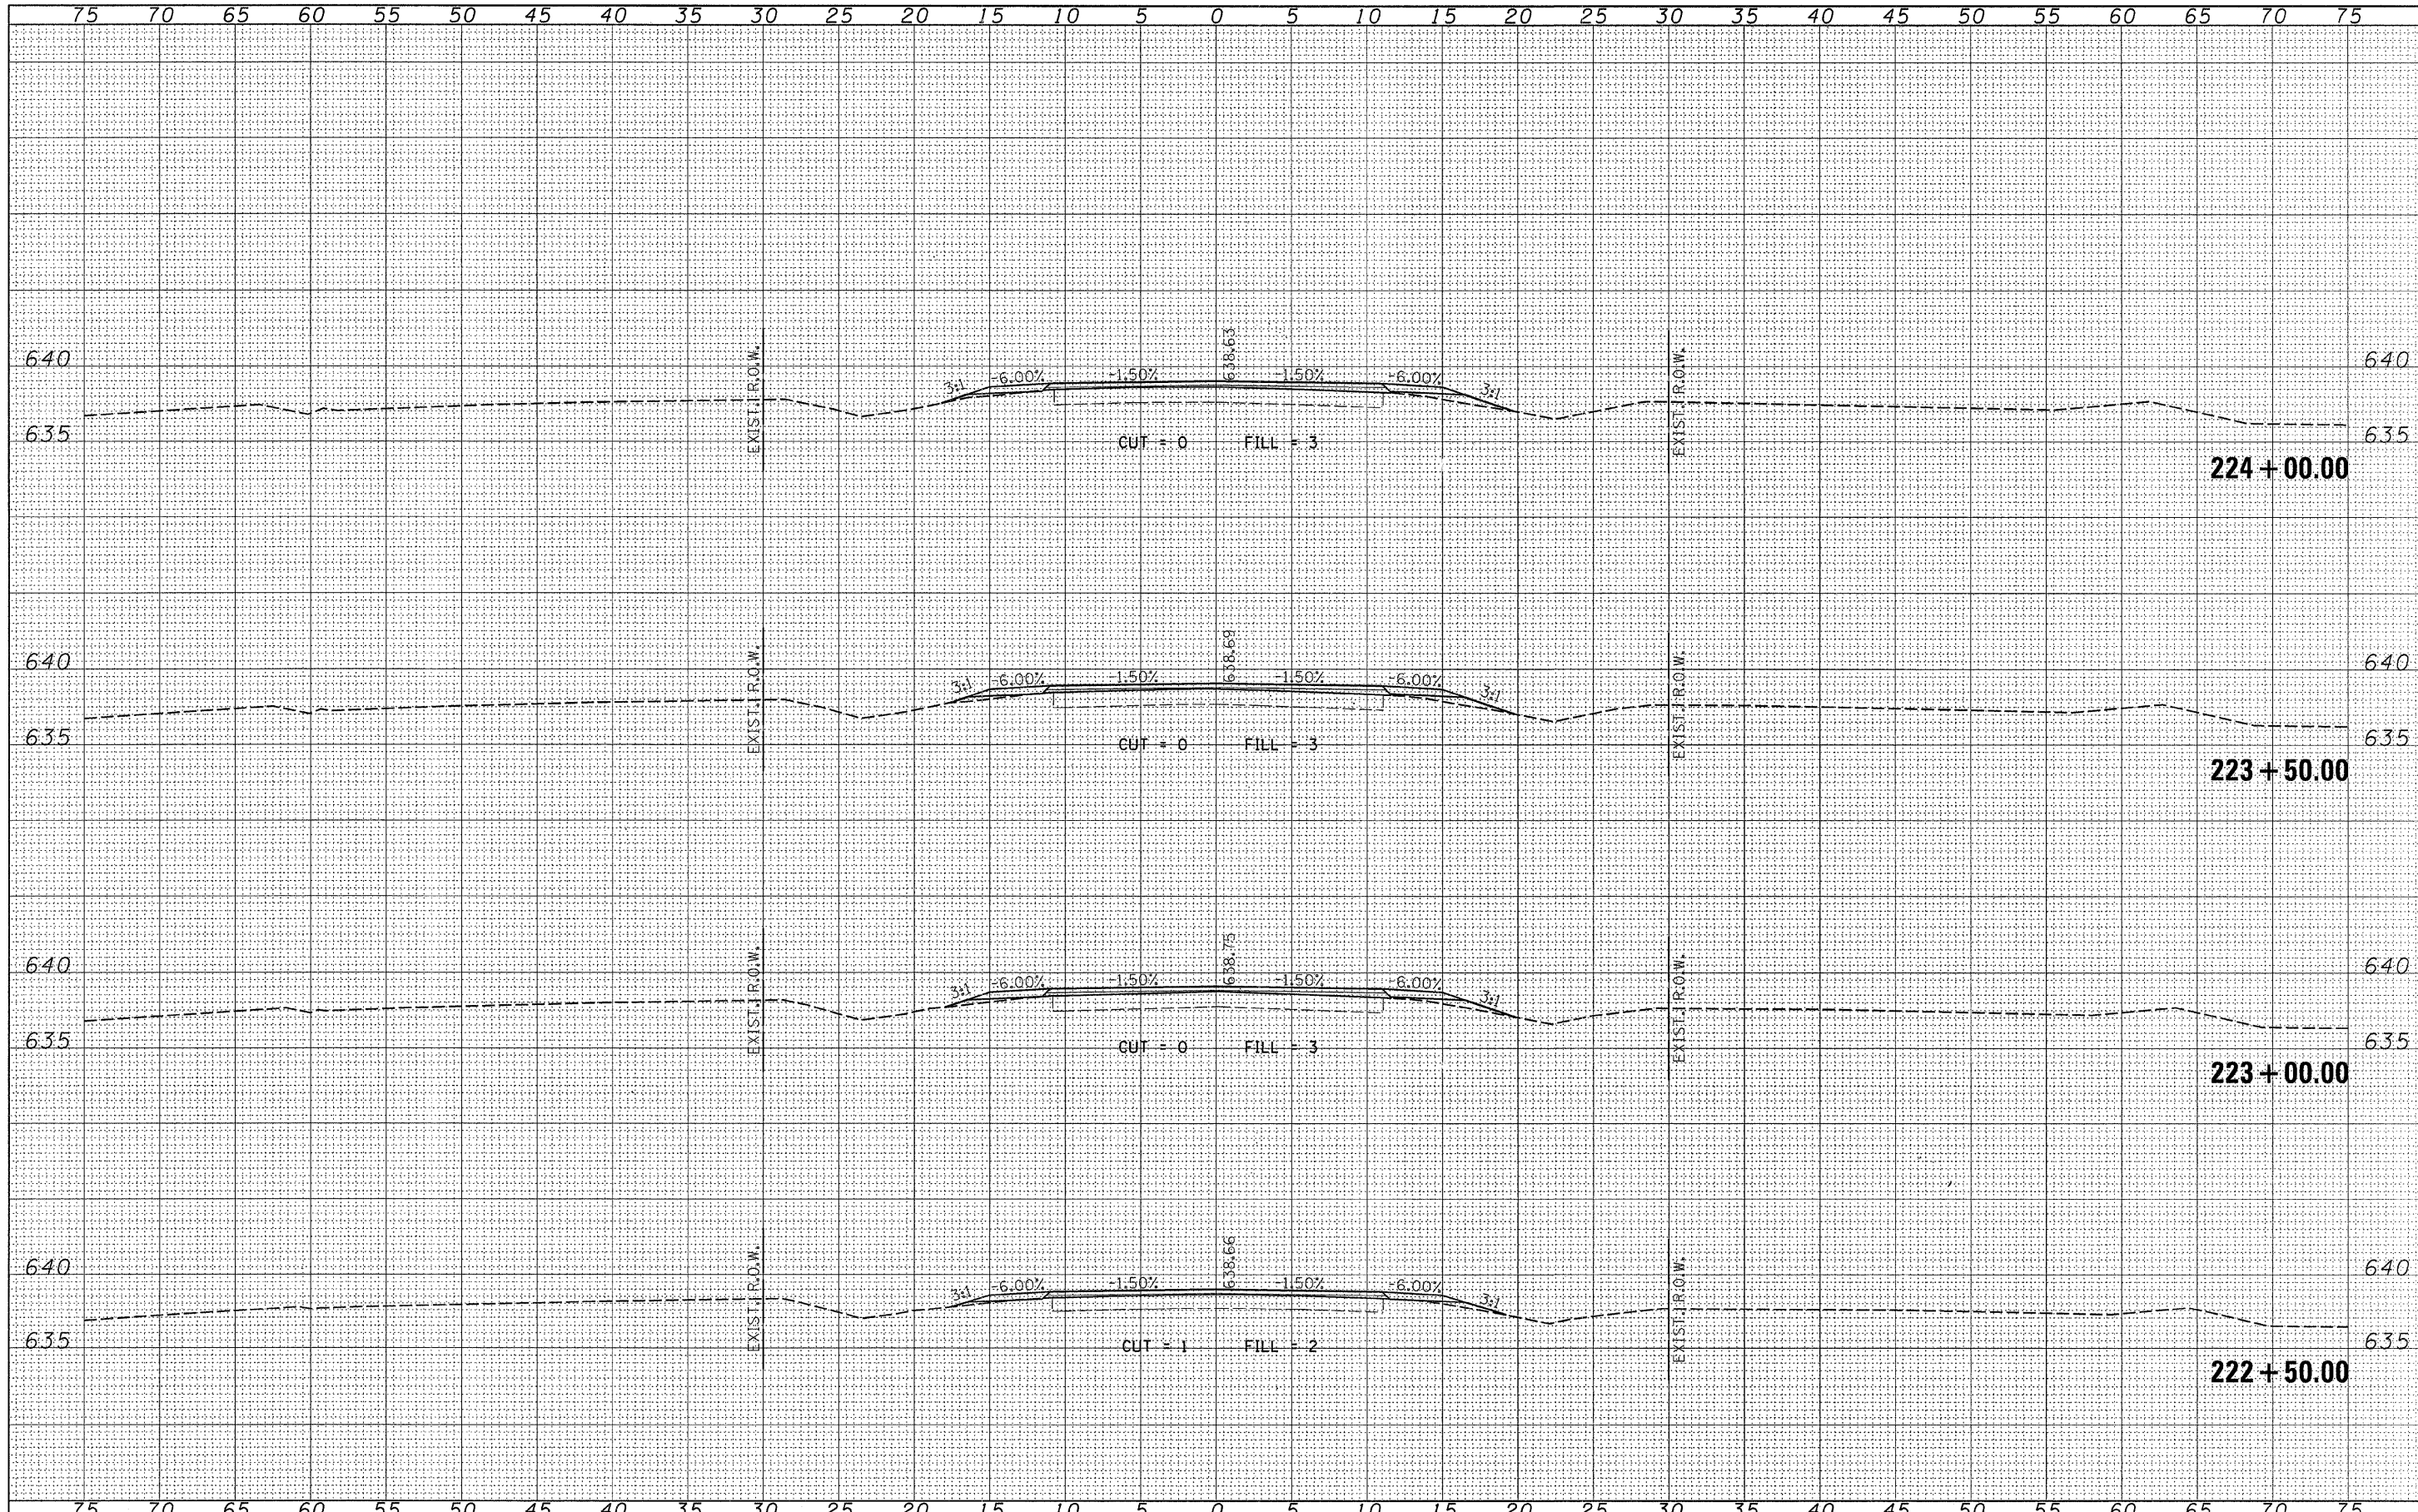 75 70 65 60 55 50 45 40 35 30 25 20 15 10 5 0 5 10 15 20 25 30 35 40 45 50 55 60 65 70 75
640 EXIST. R.O.W. 3:1 -6.00% -1.50% 638.63 -1.50% -6.00% 3:1 EXIST. R.O.W. 640
635 CUT = 0 FILL = 3 635
224+00.00
640 EXIST. R.O.W. 3:1 -6.00% -1.50% 638.69 -1.50% -6.00% 3:1 EXIST. R.O.W. 640
635 CUT = 0 FILL = 3 635
223+50.00
640 EXIST. R.O.W. 3:1 -6.00% -1.50% 638.75 -1.50% -6.00% 3:1 EXIST. R.O.W. 640
635 CUT = 0 FILL = 3 635
223+00.00
640 EXIST. R.O.W. 3:1 -6.00% -1.50% 638.66 -1.50% -6.00% 3:1 EXIST. R.O.W. 640
635 CUT = 1 FILL = 2 635
222+50.00
75 70 65 60 55 50 45 40 35 30 25 20 15 10 5 0 5 10 15 20 25 30 35 40 45 50 55 60 65 70 75